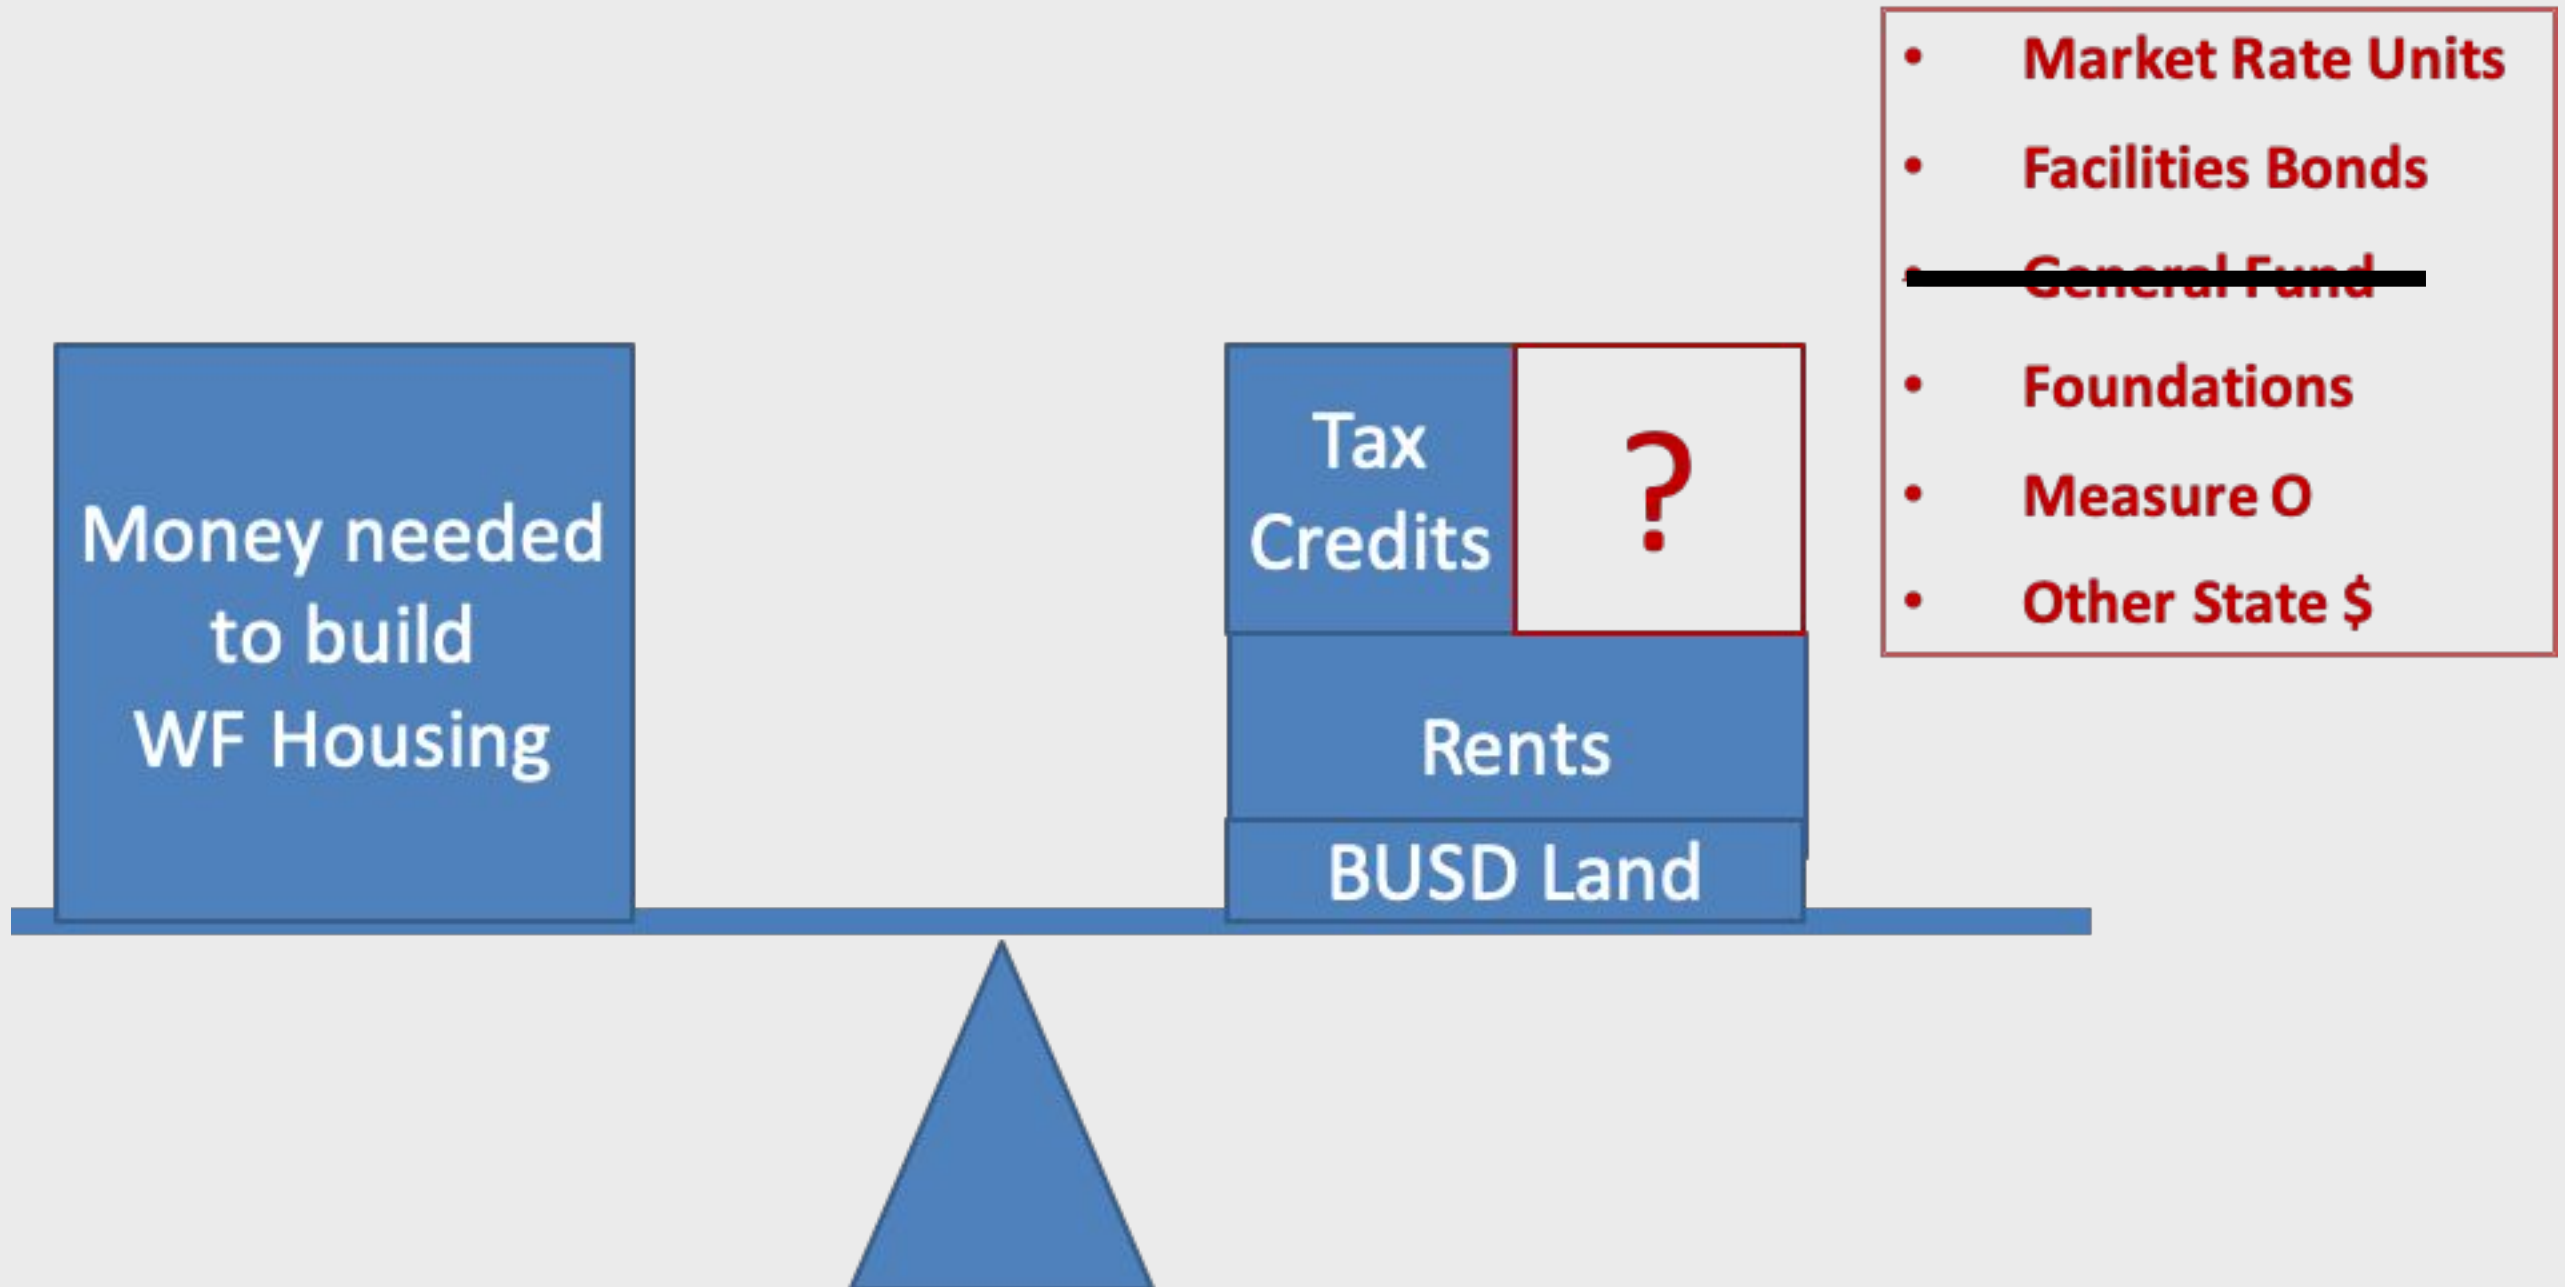 Money needed
to build
WF Housing
Tax
Credits
?
Rents
BUSD Land
• Market Rate Units
• Facilities Bonds
• General Fund
• Foundations
• Measure O
• Other State $